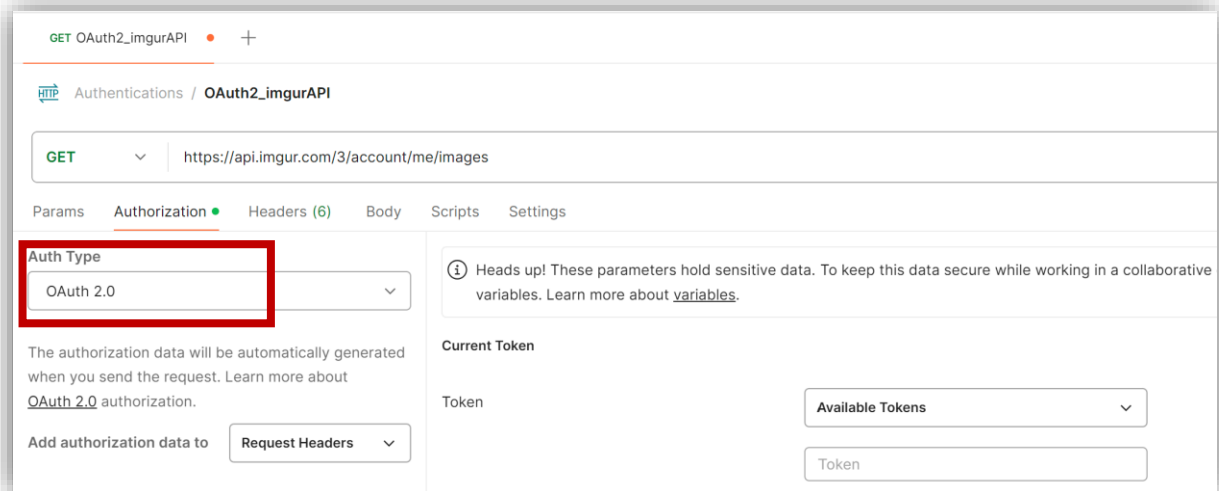 GET OAuth2_imgurAPI
HTTP Authentications / OAuth2_imgurAPI
GET https://api.imgur.com/3/account/me/images
Params Authorization Headers (6) Body Scripts Settings
Auth Type
OAuth 2.0
The authorization data will be automatically generated
when you send the request. Learn more about
OAuth 2.0 authorization.
Add authorization data to Request Headers
Heads up! These parameters hold sensitive data. To keep this data secure while working in a collaborative
variables. Learn more about variables.
Current Token
Token Available Tokens
Token